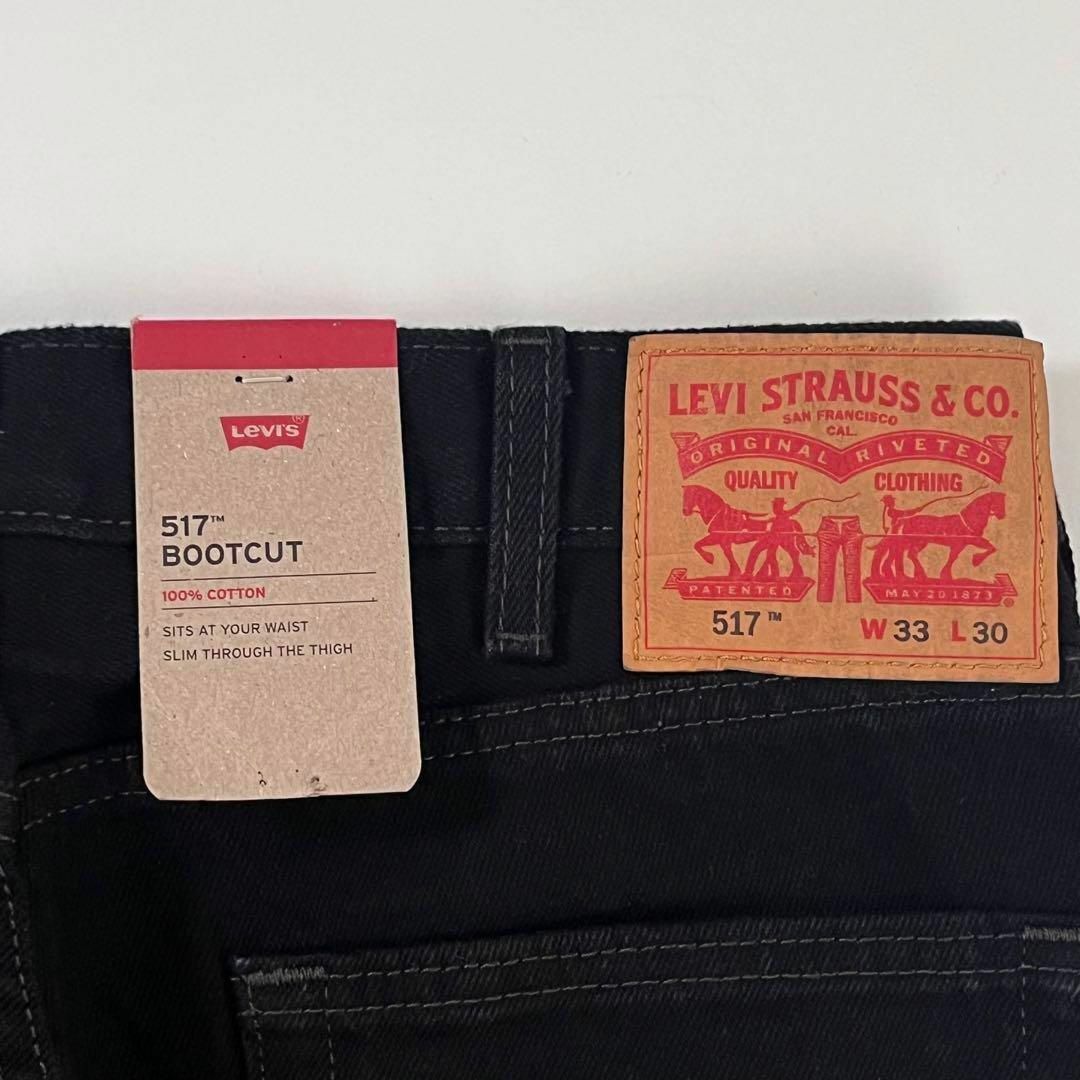 Levi's®
517™
BOOTCUT
100% COTTON
SITS AT YOUR WAIST
SLIM THROUGH THE THIGH
LEVI STRAUSS & CO.
SAN FRANCISCO
CAL.
ORIGINAL RIVETED
QUALITY CLOTHING
PATENTED MAY 20 1873 ®
517™ W 33 L 30